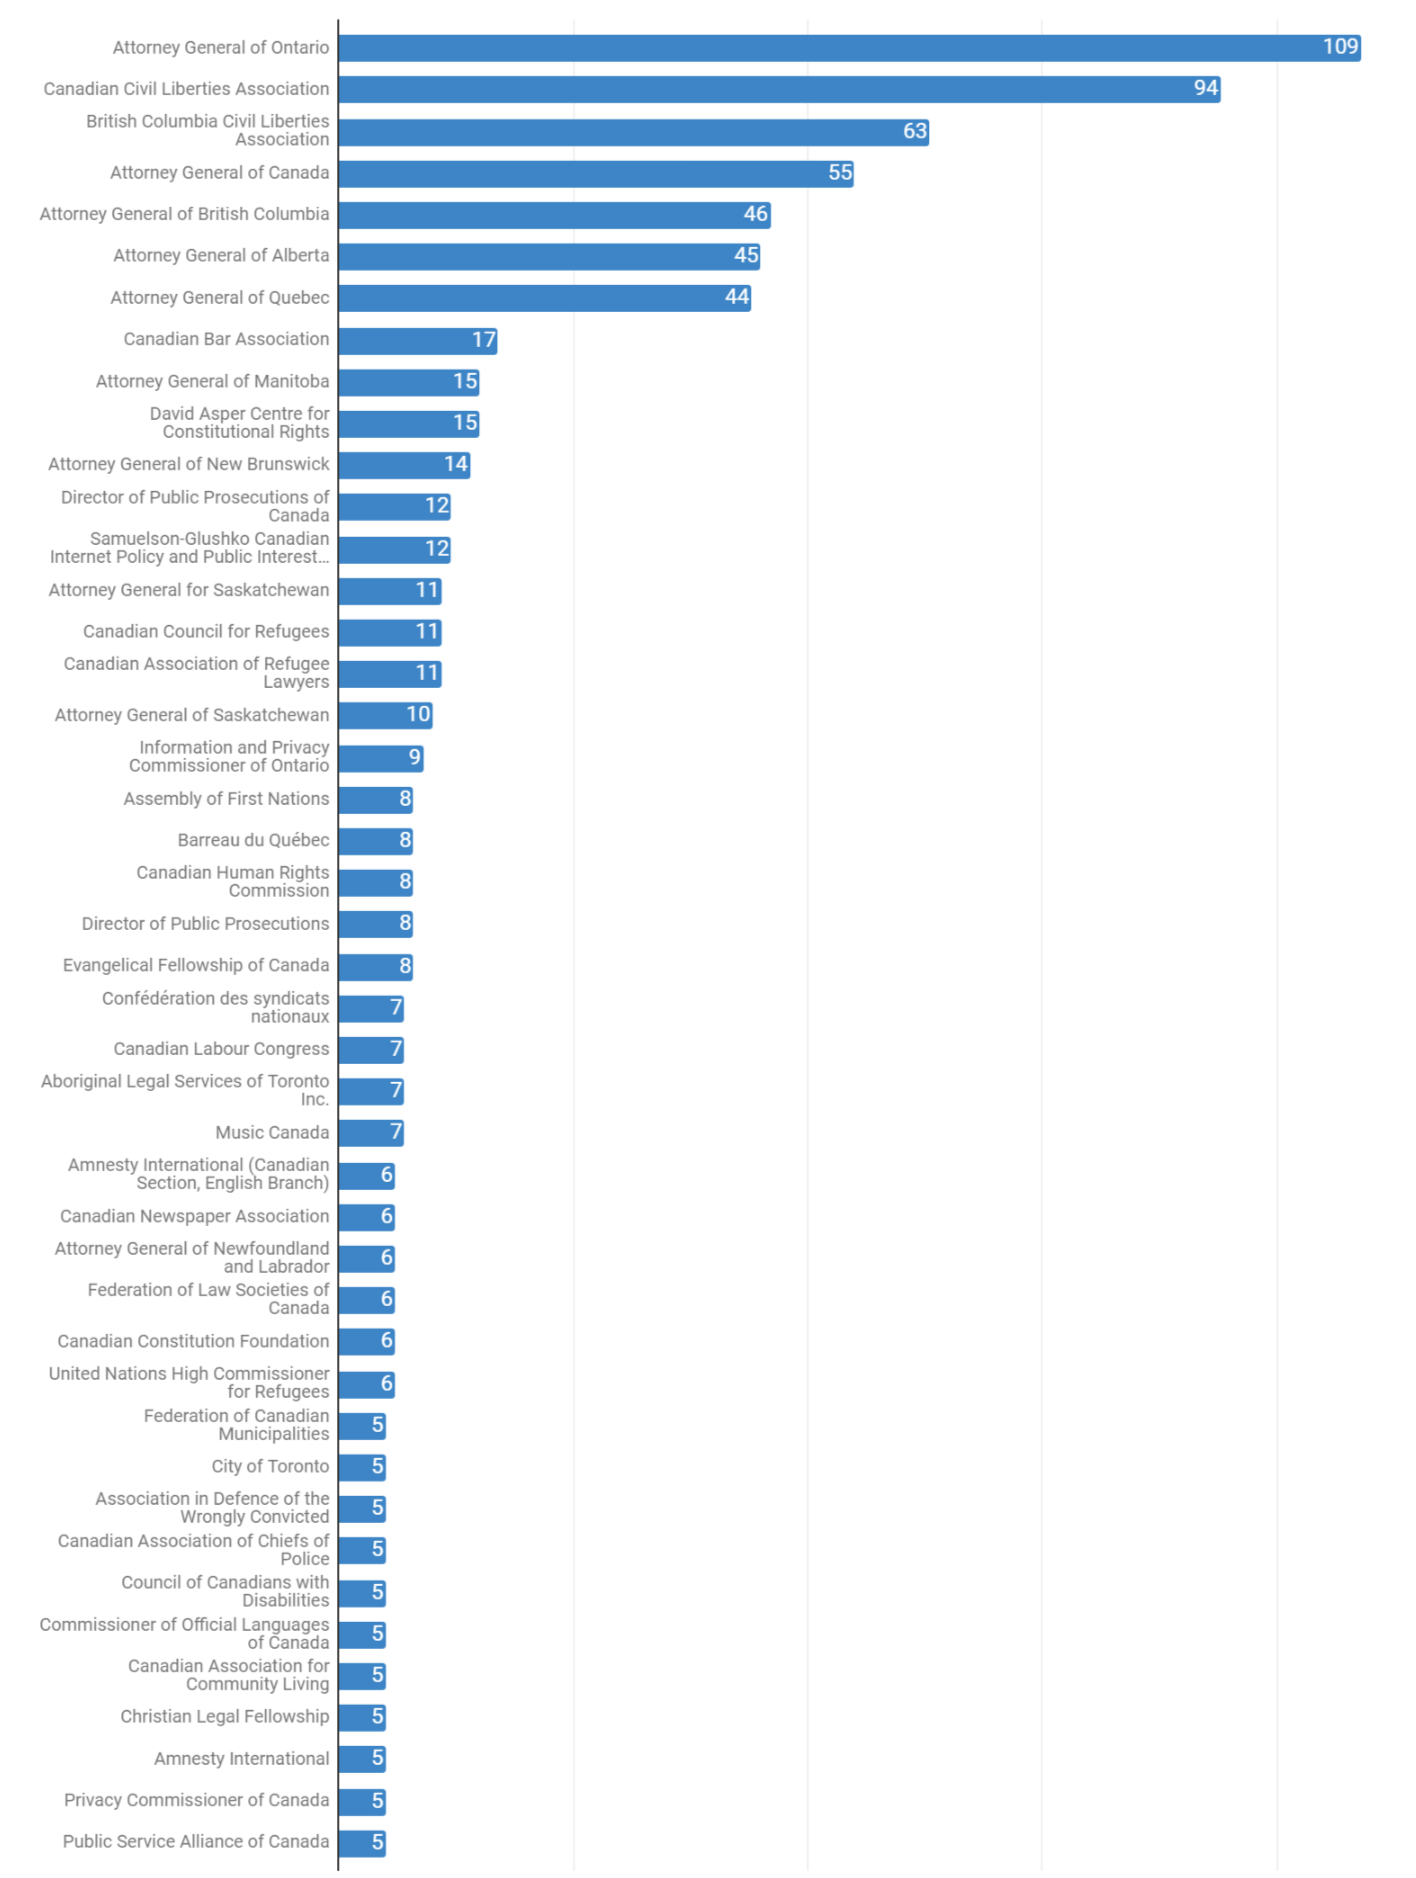 Attorney General of Ontario 109
Canadian Civil Liberties Association 94
British Columbia Civil Liberties
Association 63
Attorney General of Canada 55
Attorney General of British Columbia 46
Attorney General of Alberta 45
Attorney General of Quebec 44
Canadian Bar Association 17
Attorney General of Manitoba 15
David Asper Centre for
Constitutional Rights 15
Attorney General of New Brunswick 14
Director of Public Prosecutions of
Canada 12
Samuelson-Glushko Canadian
Internet Policy and Public Interest... 12
Attorney General for Saskatchewan 11
Canadian Council for Refugees 11
Canadian Association of Refugee
Lawyers 11
Attorney General of Saskatchewan 10
Information and Privacy
Commissioner of Ontario 9
Assembly of First Nations 8
Barreau du Québec 8
Canadian Human Rights
Commission 8
Director of Public Prosecutions 8
Evangelical Fellowship of Canada 8
Confédération des syndicats
nationaux 7
Canadian Labour Congress 7
Aboriginal Legal Services of Toronto
Inc. 7
Music Canada 7
Amnesty International (Canadian
Section, English Branch) 6
Canadian Newspaper Association 6
Attorney General of Newfoundland
and Labrador 6
Federation of Law Societies of
Canada 6
Canadian Constitution Foundation 6
United Nations High Commissioner
for Refugees 6
Federation of Canadian
Municipalities 5
City of Toronto 5
Association in Defence of the
Wrongly Convicted 5
Canadian Association of Chiefs of
Police 5
Council of Canadians with
Disabilities 5
Commissioner of Official Languages
of Canada 5
Canadian Association for
Community Living 5
Christian Legal Fellowship 5
Amnesty International 5
Privacy Commissioner of Canada 5
Public Service Alliance of Canada 5